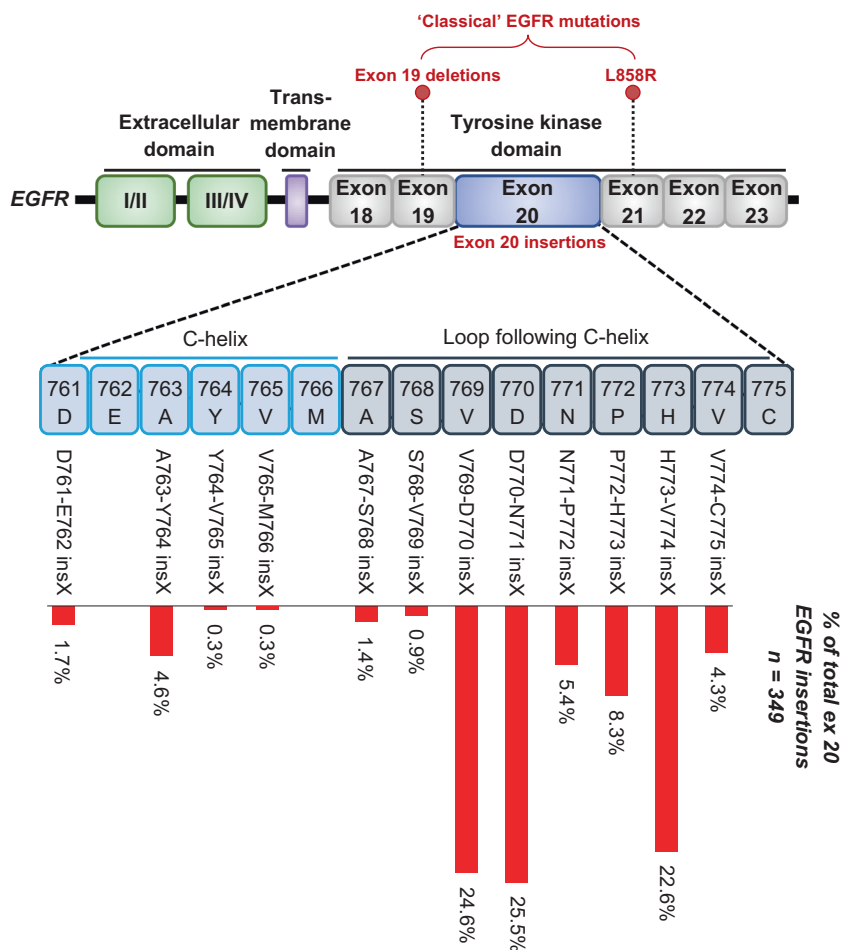 ‘Classical’ EGFR mutations
Exon 19 deletions
L858R
Extracellular
domain
Trans-
membrane
domain
Tyrosine kinase
domain
EGFR
I/II
III/IV
Exon
18
Exon
19
Exon
20
Exon
21
Exon
22
Exon
23
Exon 20 insertions
C-helix
Loop following C-helix
761
D
762
E
763
A
764
Y
765
V
766
M
767
A
768
S
769
V
770
D
771
N
772
P
773
H
774
V
775
C
D761-E762 insX
A763-Y764 insX
Y764-V765 insX
V765-M766 insX
A767-S768 insX
S768-V769 insX
V769-D770 insX
D770-N771 insX
N771-P772 insX
P772-H773 insX
H773-V774 insX
V774-C775 insX
1.7%
4.6%
0.3%
0.3%
1.4%
0.9%
24.6%
25.5%
5.4%
8.3%
22.6%
4.3%
% of total ex 20
EGFR insertions
n = 349